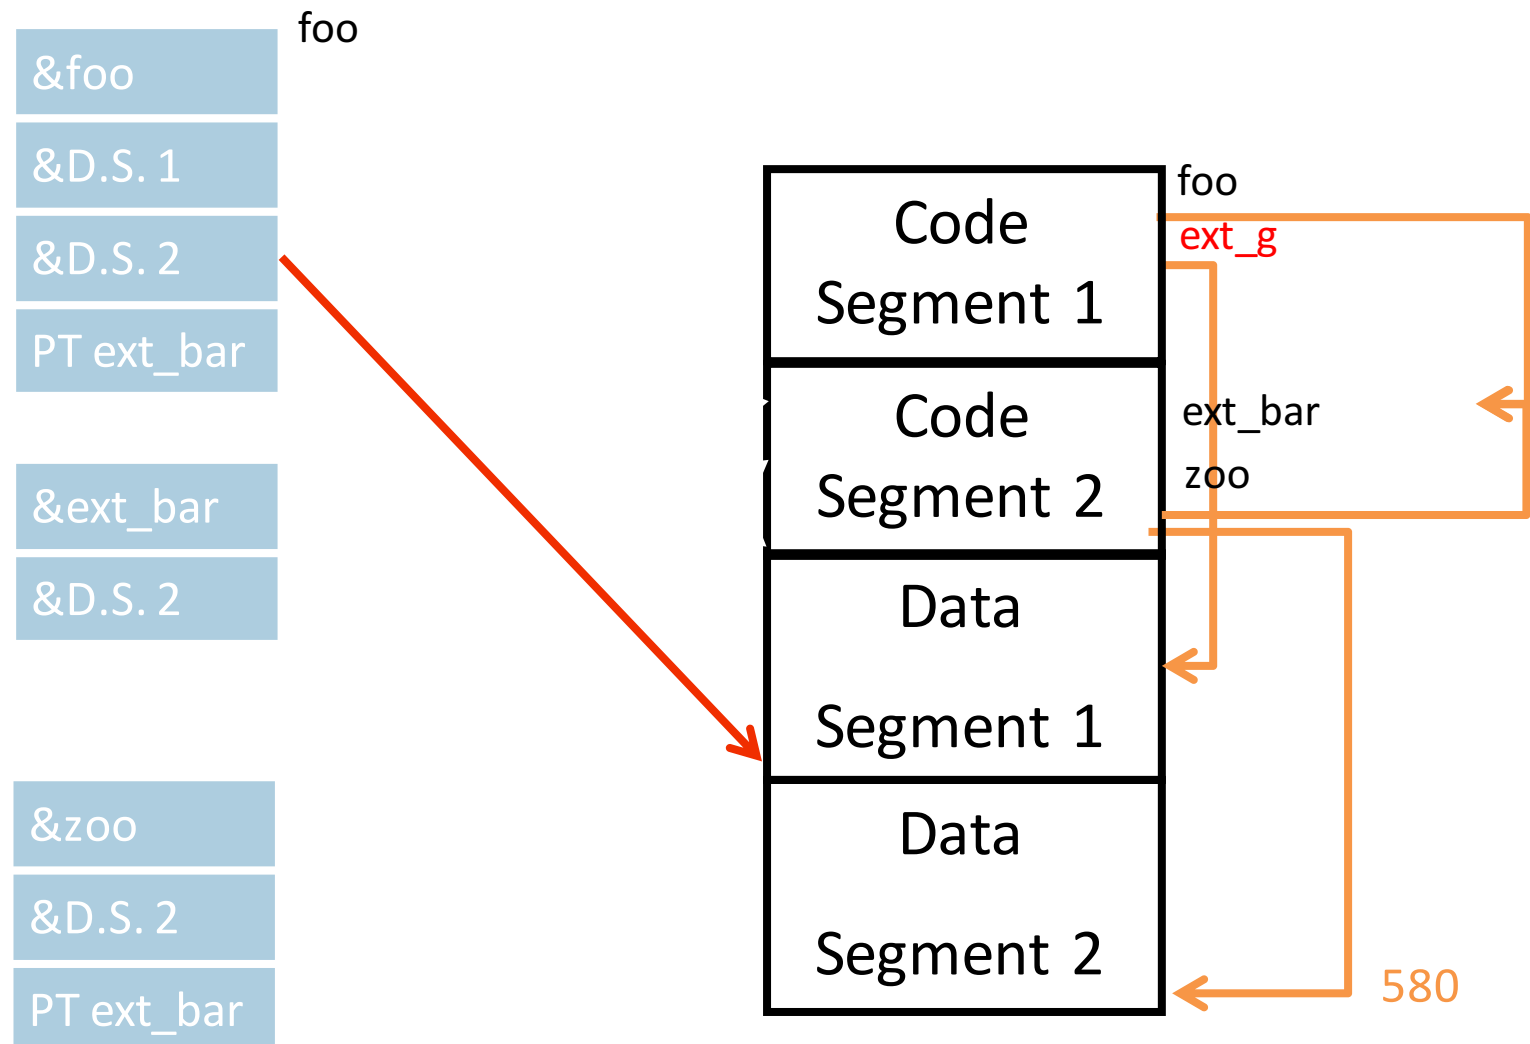 foo
&foo
&D.S. 1
&D.S. 2
PT ext_bar
&ext_bar
&D.S. 2
&zoo
&D.S. 2
PT ext_bar
Code
Segment 1
foo
ext_g
Code
Segment 2
ext_bar
zoo
Data
Segment 1
Data
Segment 2
580